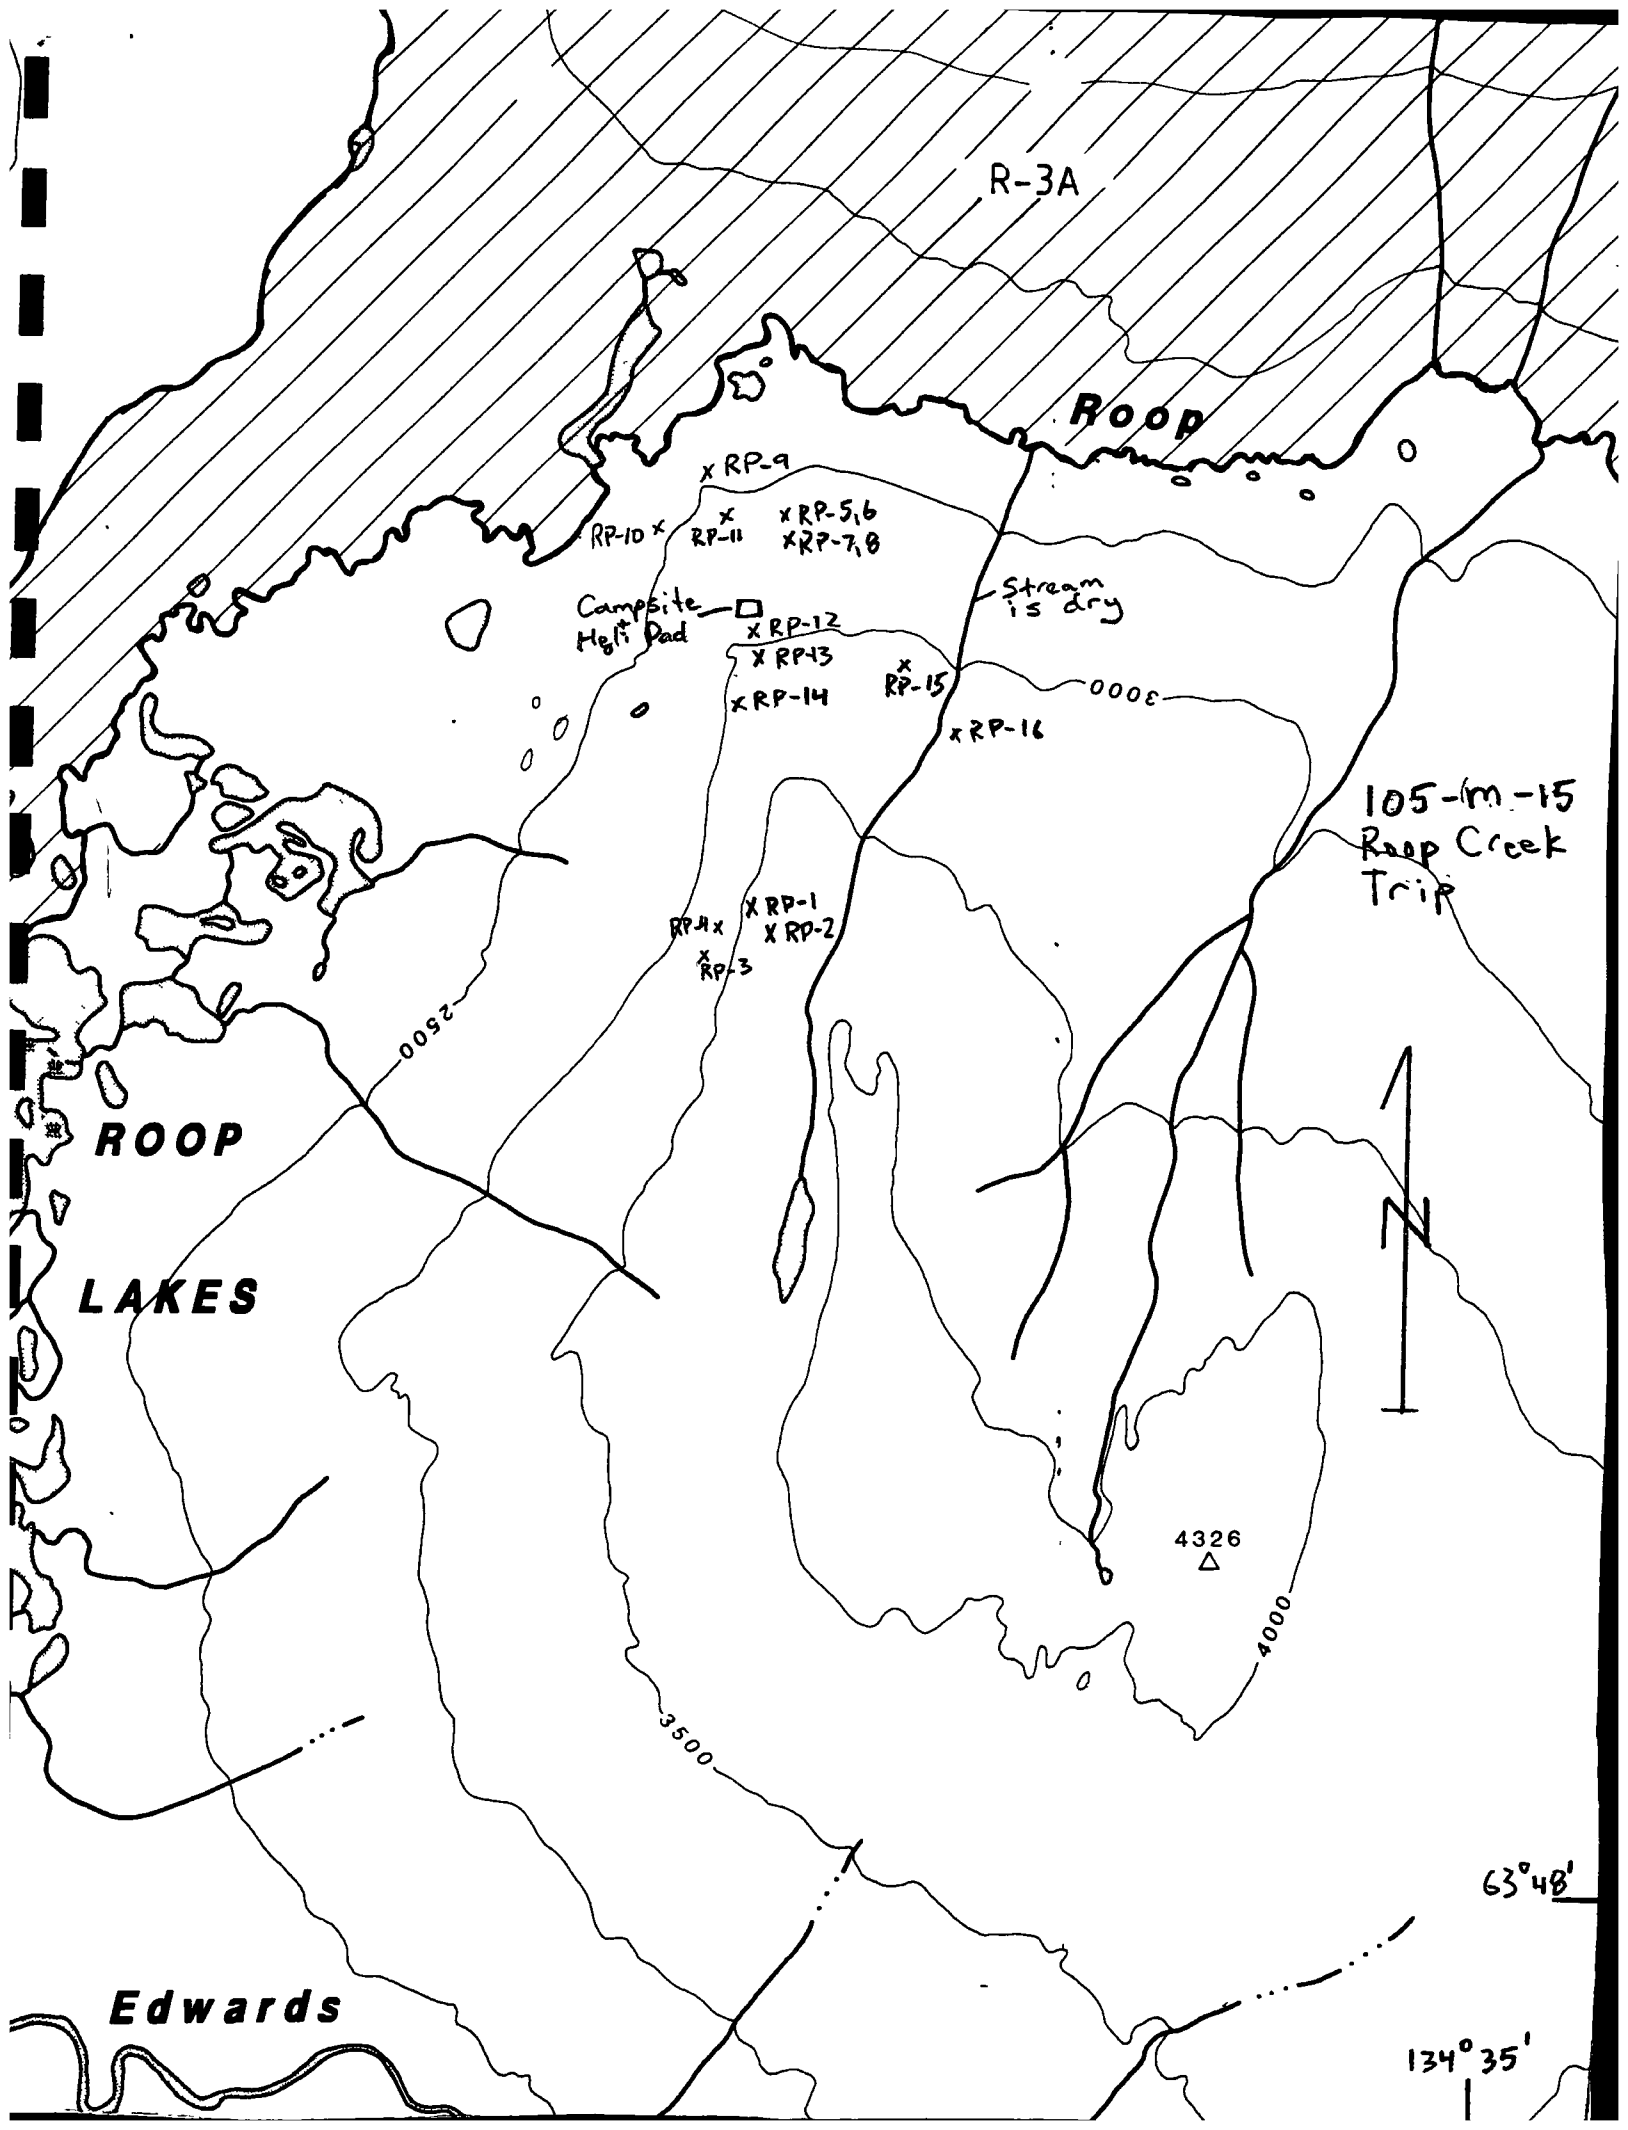 R-3A
Roop
x RP-9
RP-10 x
x
RP-11
x RP-5,6
x RP-7,8
Campsite
+
Heli Pad
Stream
is dry
x RP-12
x RP-13
x RP-14
x
RP-15
x RP-16
3000
105-m-15
Roop Creek
Trip
x RP-1
x RP-2
RP-4 x
x
RP-3
2500
ROOP
LAKES
N
4326
4000
3500
63°48'
Edwards
134°35'